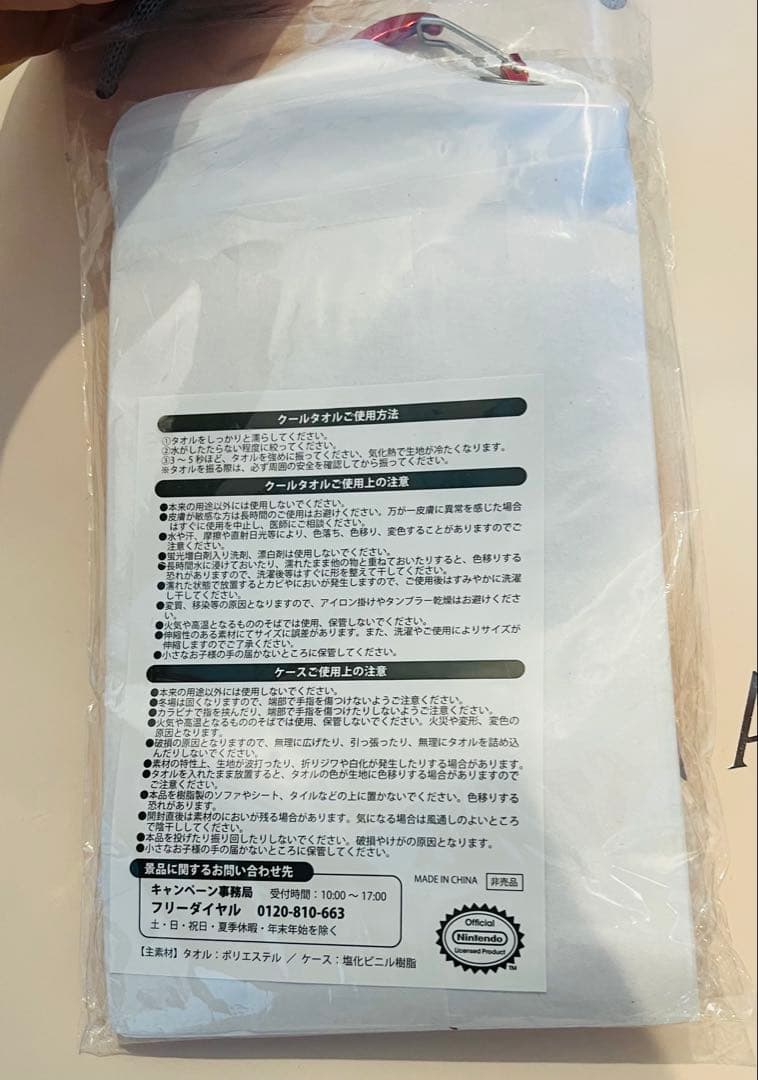 クールタオルご使用方法
①タオルをしっかりと濡らしてください。
②水がしたたらない程度に絞ってください。
③3～5秒ほど、タオルを強めに振ってください、気化熱で生地が冷たくなります。
※タオルを振る際は、必ず周囲の安全を確認してから振ってください。
クールタオルご使用上の注意
●本来の用途以外には使用しないでください。
●皮膚が敏感な方は長時間のご使用はお避けください。万が一皮膚に異常を感じた場合
はすぐに使用を中止し、医師にご相談ください。
●水や汗、摩擦や直射日光等により、色落ち、色移り、変色することがありますのでご
注意ください。
●蛍光増白剤入り洗剤、漂白剤は使用しないでください。
●長時間水に浸けておいたり、濡れたまま他の物と重ねておいたりすると、色移りする
恐れがありますので、洗濯後等はすぐに形を整えて干してください。
●濡れた状態で放置するとカビやにおいが発生しますので、ご使用後はすみやかに洗濯
し干してください。
●変質、移染等の原因となりますので、アイロン掛けやタンブラー乾燥はお避けくださ
い。
●火気や高温となるもののそばでは使用、保管しないでください。
●伸縮性のある素材にてサイズに誤差があります。また、洗濯やご使用によりサイズが
伸縮しますのでご了承ください。
●小さなお子様の手の届かないところに保管してください。
ケースご使用上の注意
●本来の用途以外には使用しないでください。
●冬場は固くなりますので、端部で手指を傷つけないようご注意ください。
●カラビナで指を挟んだり、端部で手指を傷つけたりしないようご注意ください。
●火気や高温となるもののそばでは使用、保管しないでください。火災や変形、変色の
原因となります。
●破損の原因となりますので、無理に広げたり、引っ張ったり、無理にタオルを詰め込
んだりしないでください。
●素材の特性上、生地が波打ったり、折りジワや白化が発生したりする場合があります。
●タオルを入れたまま放置すると、タオルの色が生地に色移りする場合がありますので
ご注意ください。
●本品を樹脂製のソファやシート、タイルなどの上に置かないでください。色移りする
恐れがあります。
●開封直後は素材のにおいが残る場合があります。気になる場合は風通しのよいところ
で陰干ししてください。
●本品を投げたり振り回したりしないでください。破損やけがの原因となります。
●小さなお子様の手の届かないところに保管してください。
景品に関するお問い合わせ先
キャンペーン事務局 受付時間：10:00～17:00
フリーダイヤル 0120-810-663
土・日・祝日・夏季休暇・年末年始を除く
MADE IN CHINA 非売品
Official
Nintendo
Licensed Product
TM
【主素材】タオル：ポリエステル ／ ケース：塩化ビニル樹脂
A